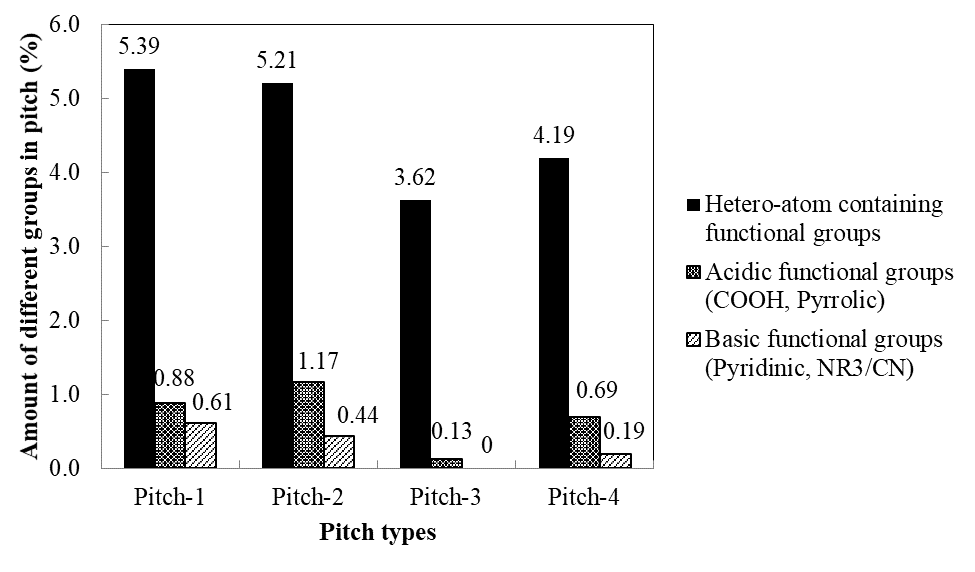 Amount of different groups in pitch (%)
6.0
5.0
4.0
3.0
2.0
1.0
0.0
5.39
0.88
0.61
5.21
1.17
0.44
3.62
0.13
0
4.19
0.69
0.19
Pitch-1
Pitch-2
Pitch-3
Pitch-4
Pitch types
Hetero-atom containing
functional groups
Acidic functional groups
(COOH, Pyrrolic)
Basic functional groups
(Pyridinic, NR3/CN)